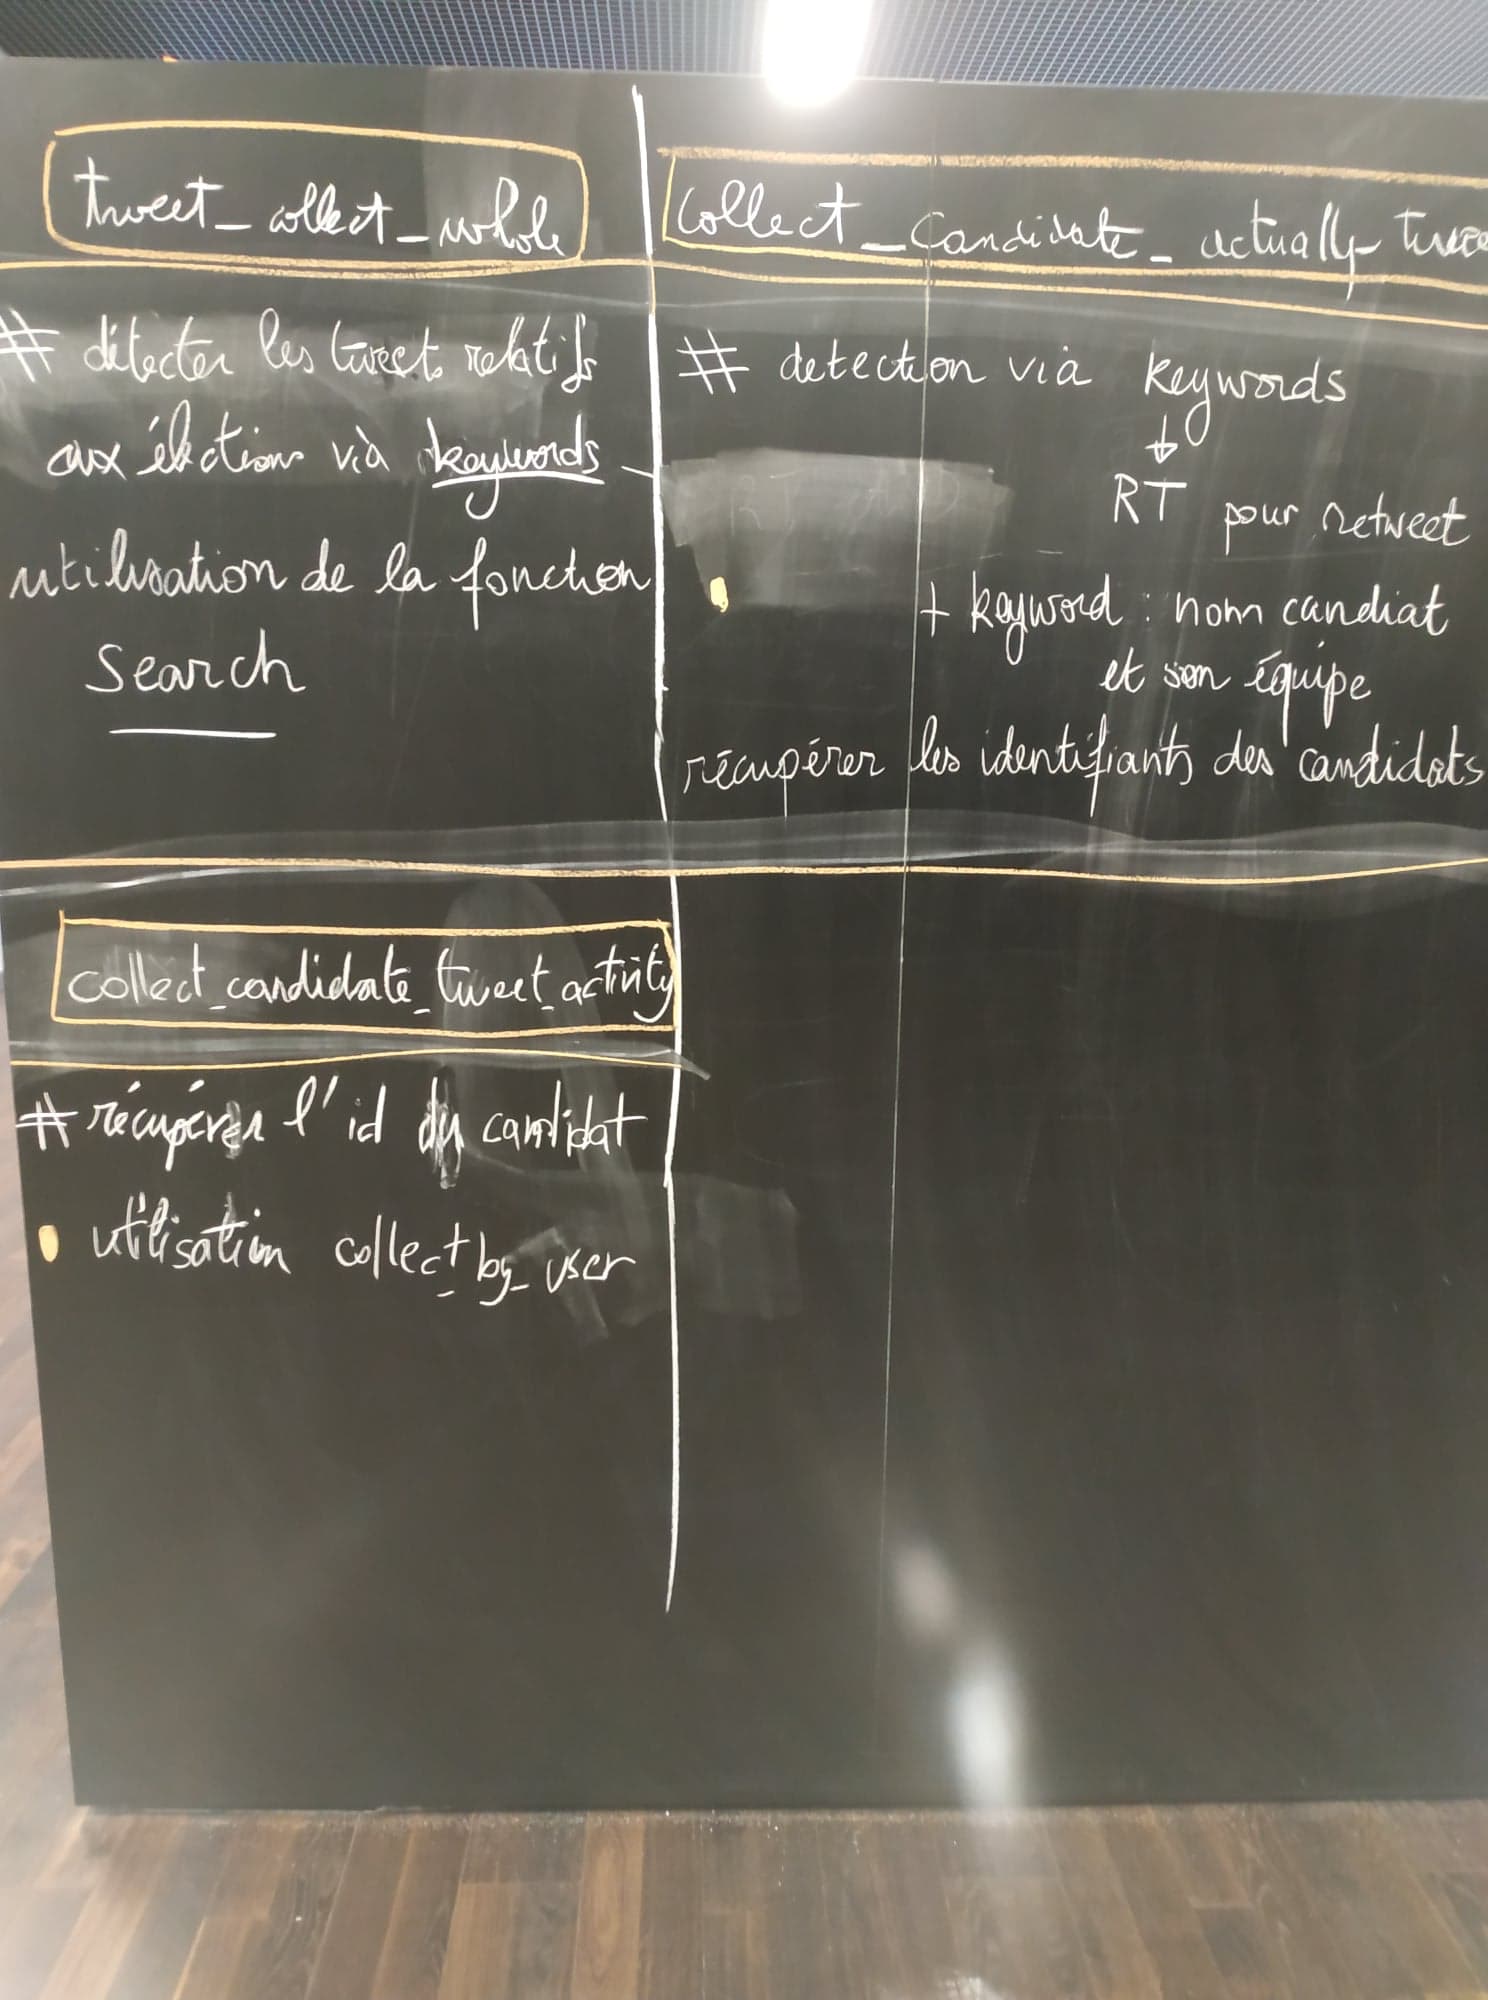 tweet_collect_whole
# détecter les tweets relatifs
aux élections via keywords
utilisation de la fonction
Search
collect_candidate_actually_
# detection via keywords
↓
RT pour retweet
+ keyword : nom candiat
et son équipe
récupérer les identifiants des candidats
collect_candidate_tweet_activity
# récupérer l'id du candidat
• utilisation collect_by_user